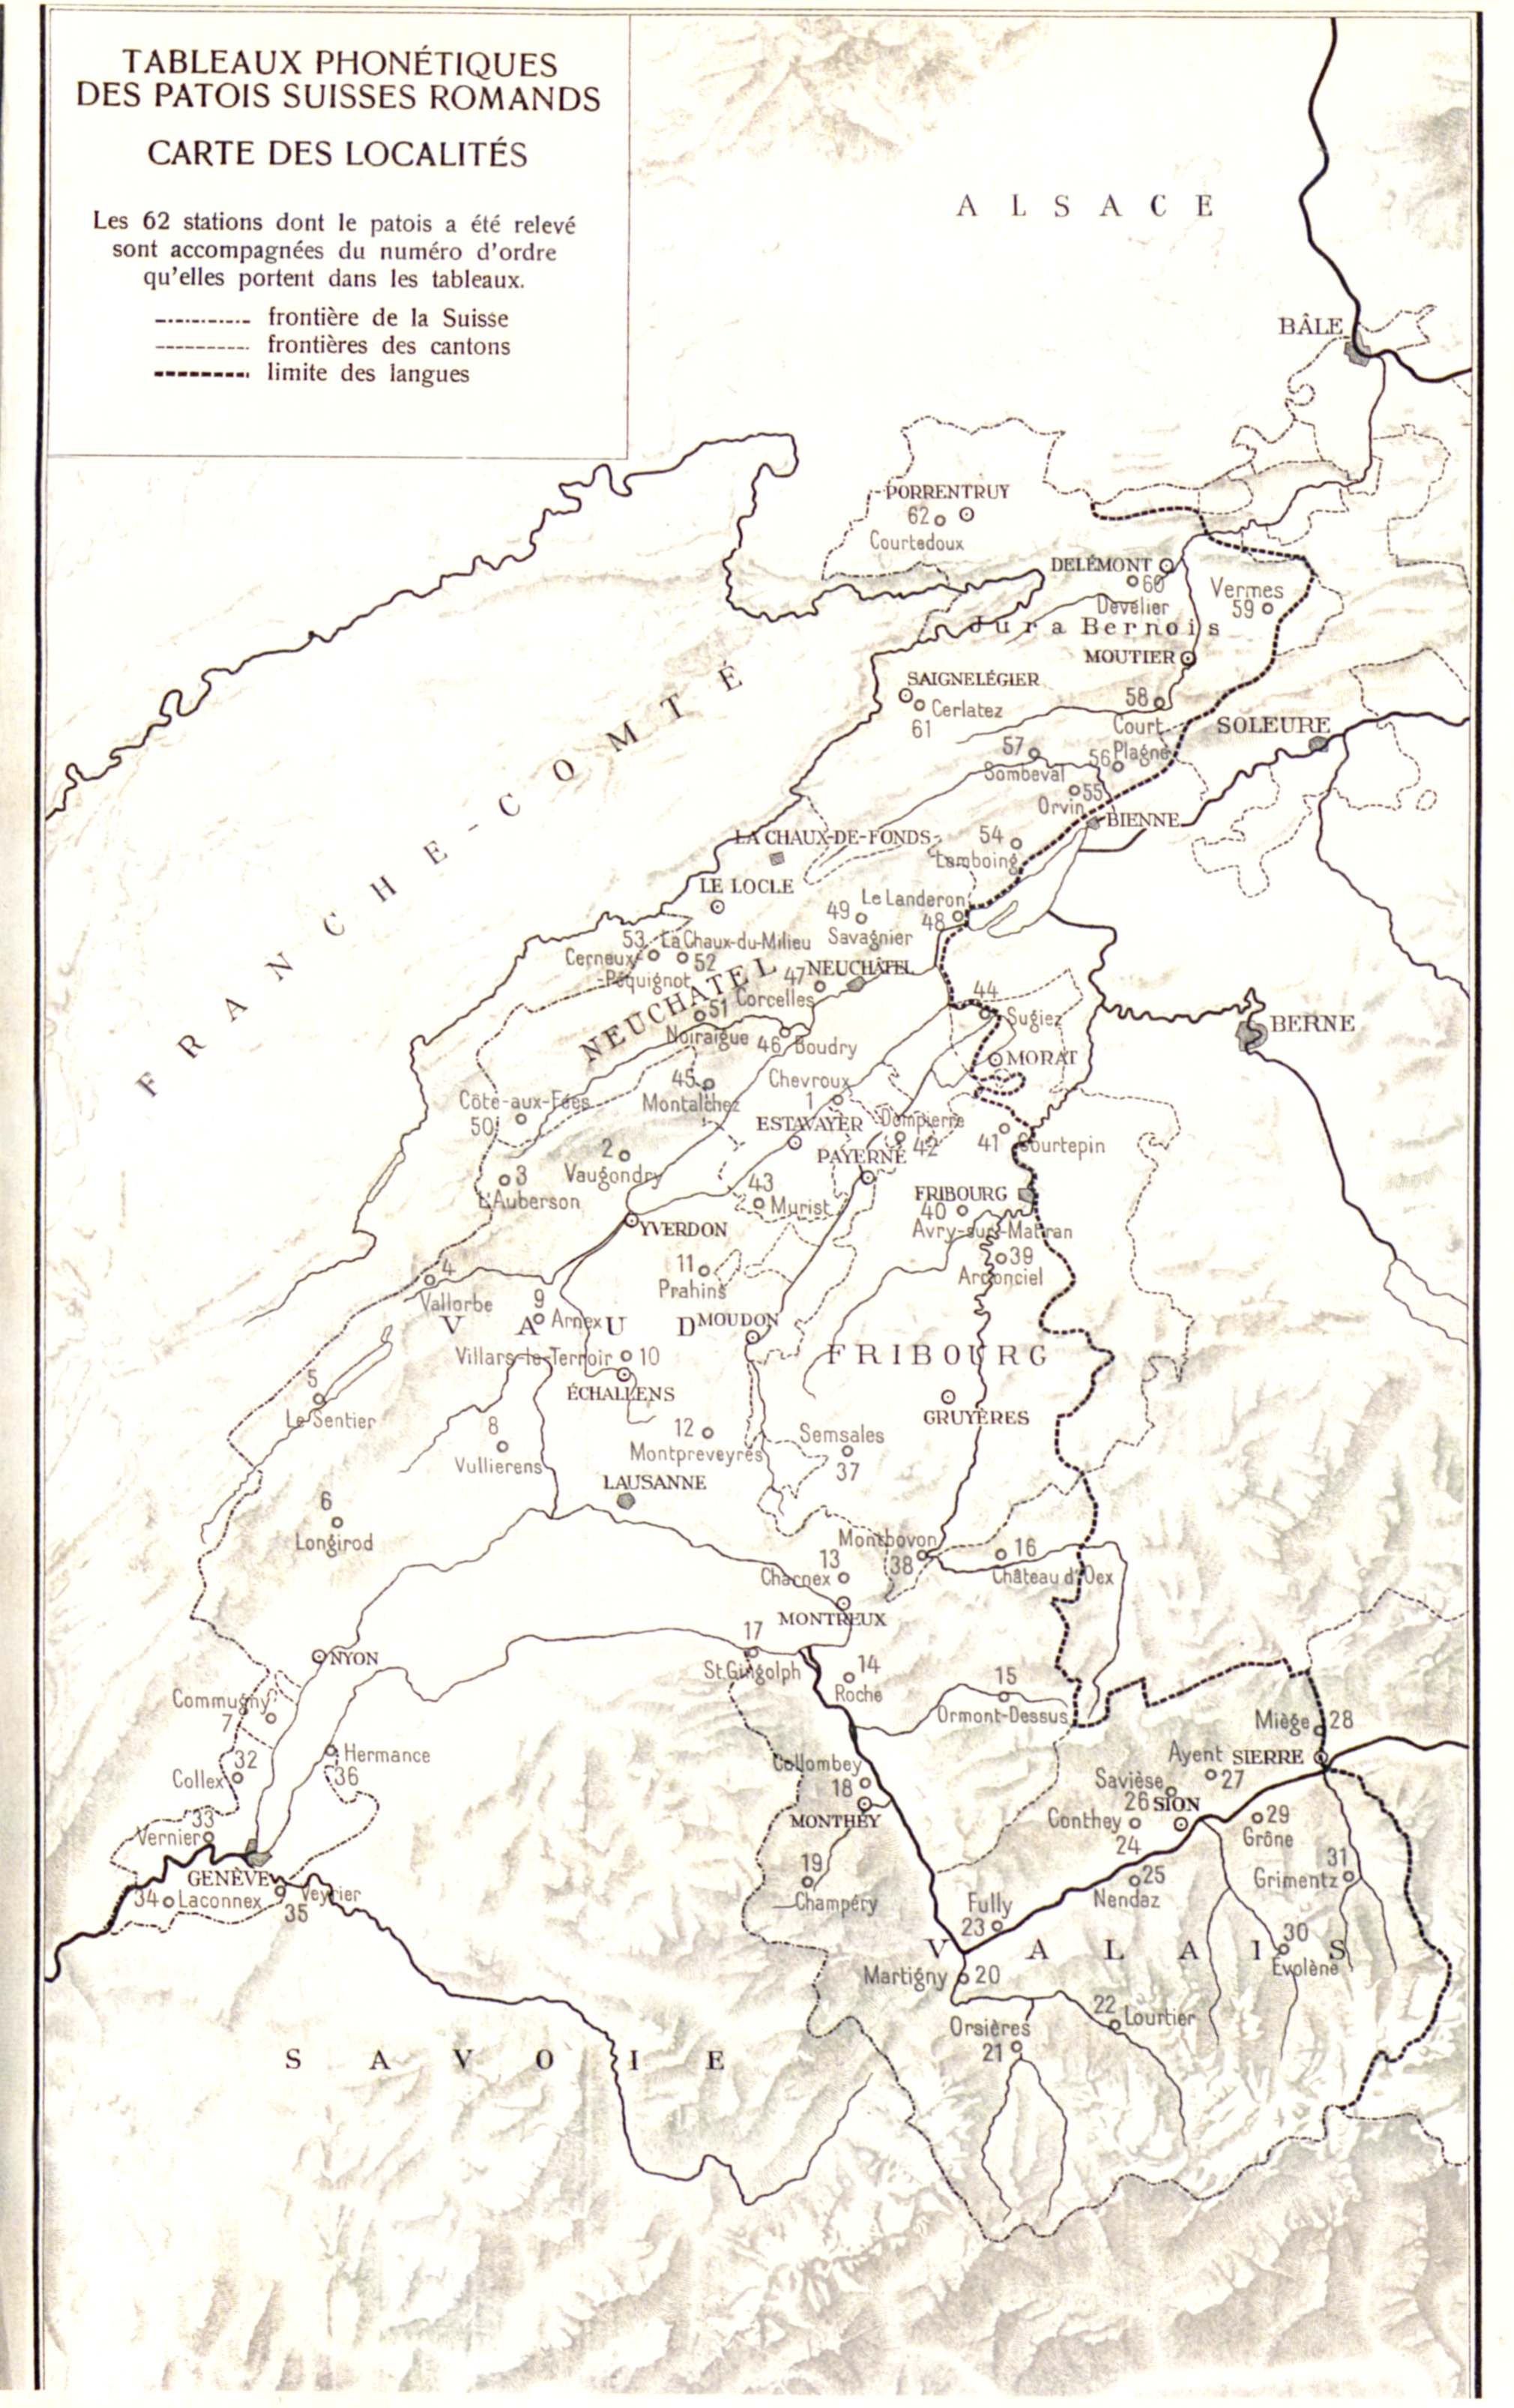 TABLEAUX PHONÉTIQUES
DES PATOIS SUISSES ROMANDS
CARTE DES LOCALITÉS
Les 62 stations dont le patois a été relevé
sont accompagnées du numéro d'ordre
qu'elles portent dans les tableaux.
frontière de la Suisse
frontières des cantons
limite des langues
ALSACE
BÂLE
PORRENTRUY
62
Courtedoux
DELÉMONT
60
Develier
Vermes
59
Jura Bernois
MOUTIER
SAIGNELÉGIER
Cerlatez
61
58
Court
SOLEURE
57
Sombeval
56 Plagne
55
Orvin
BIENNE
FRANCHE-COMTÉ
LA CHAUX-DE-FONDS
54
Lamboing
LE LOCLE
Le Landeron
48
49
Savagnier
53
Cerneux-
-Péquignot
La Chaux-du-Milieu
52
NEUCHATEL
47
NEUCHÂTEL
Corcelles
51
Noiraigue
46 Boudry
44
Sugiez
BERNE
MORAT
45
Montalchez
Chevroux
1
Côte-aux-Fées
50
ESTAVAYER
Dompierre
42
41 Courtepin
PAYERNE
2
Vaugondry
3
L'Auberson
43
Murist
FRIBOURG
40
Avry-sur-Matran
YVERDON
39
Arconciel
11
Prahins
4
Vallorbe
9
Arnex
VAUD
MOUDON
FRIBOURG
Villars-le-Terroir 10
ÉCHALLENS
5
Le Sentier
GRUYÈRES
8
Vullierens
12
Montpreveyres
Semsales
37
LAUSANNE
6
Longirod
Montbovon
38
16
Château d'Oex
13
Charnex
MONTREUX
17
St. Gingolph
NYON
14
Roche
15
Ormont-Dessus
Commugny
7
Miège 28
Hermance
36
32
Collex
Collombey
18
MONTHEY
Ayent
27
SIERRE
Savièse
26
SION
Conthey
24
29
Grône
33
Vernier
GENÈVE
34 Laconnex
Veyrier
35
19
Champéry
25
Nendaz
31
Grimentz
Fully
23
30
Evolène
VALAIS
Martigny 20
22
Lourtier
Orsières
21
SAVOIE